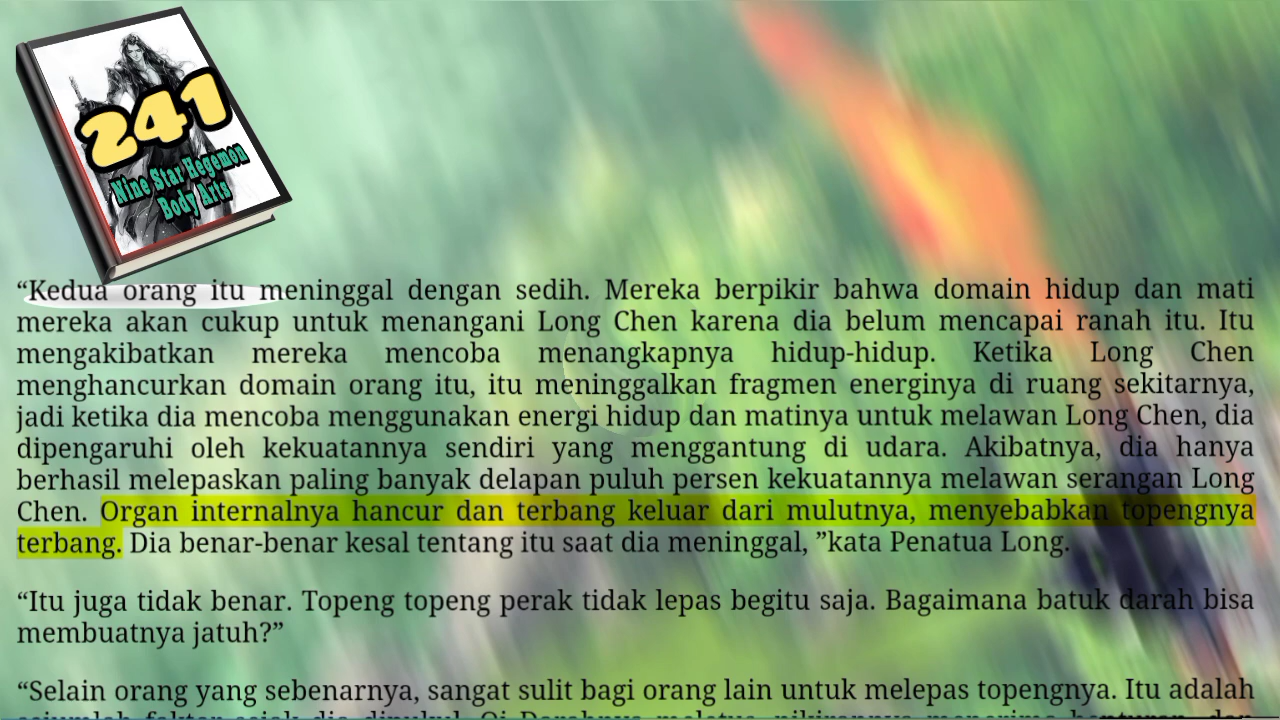 241
Nine Star Hegemon
Body Arts
“Kedua orang itu meninggal dengan sedih. Mereka berpikir bahwa domain hidup dan mati
mereka akan cukup untuk menangani Long Chen karena dia belum mencapai ranah itu. Itu
mengakibatkan mereka mencoba menangkapnya hidup-hidup. Ketika Long Chen
menghancurkan domain orang itu, itu meninggalkan fragmen energinya di ruang sekitarnya,
jadi ketika dia mencoba menggunakan energi hidup dan matinya untuk melawan Long Chen, dia
dipengaruhi oleh kekuatannya sendiri yang menggantung di udara. Akibatnya, dia hanya
berhasil melepaskan paling banyak delapan puluh persen kekuatannya melawan serangan Long
Chen. Organ internalnya hancur dan terbang keluar dari mulutnya, menyebabkan topengnya
terbang. Dia benar-benar kesal tentang itu saat dia meninggal, ”kata Penatua Long.
“Itu juga tidak benar. Topeng topeng perak tidak lepas begitu saja. Bagaimana batuk darah bisa
membuatnya jatuh?”
“Selain orang yang sebenarnya, sangat sulit bagi orang lain untuk melepas topengnya. Itu adalah